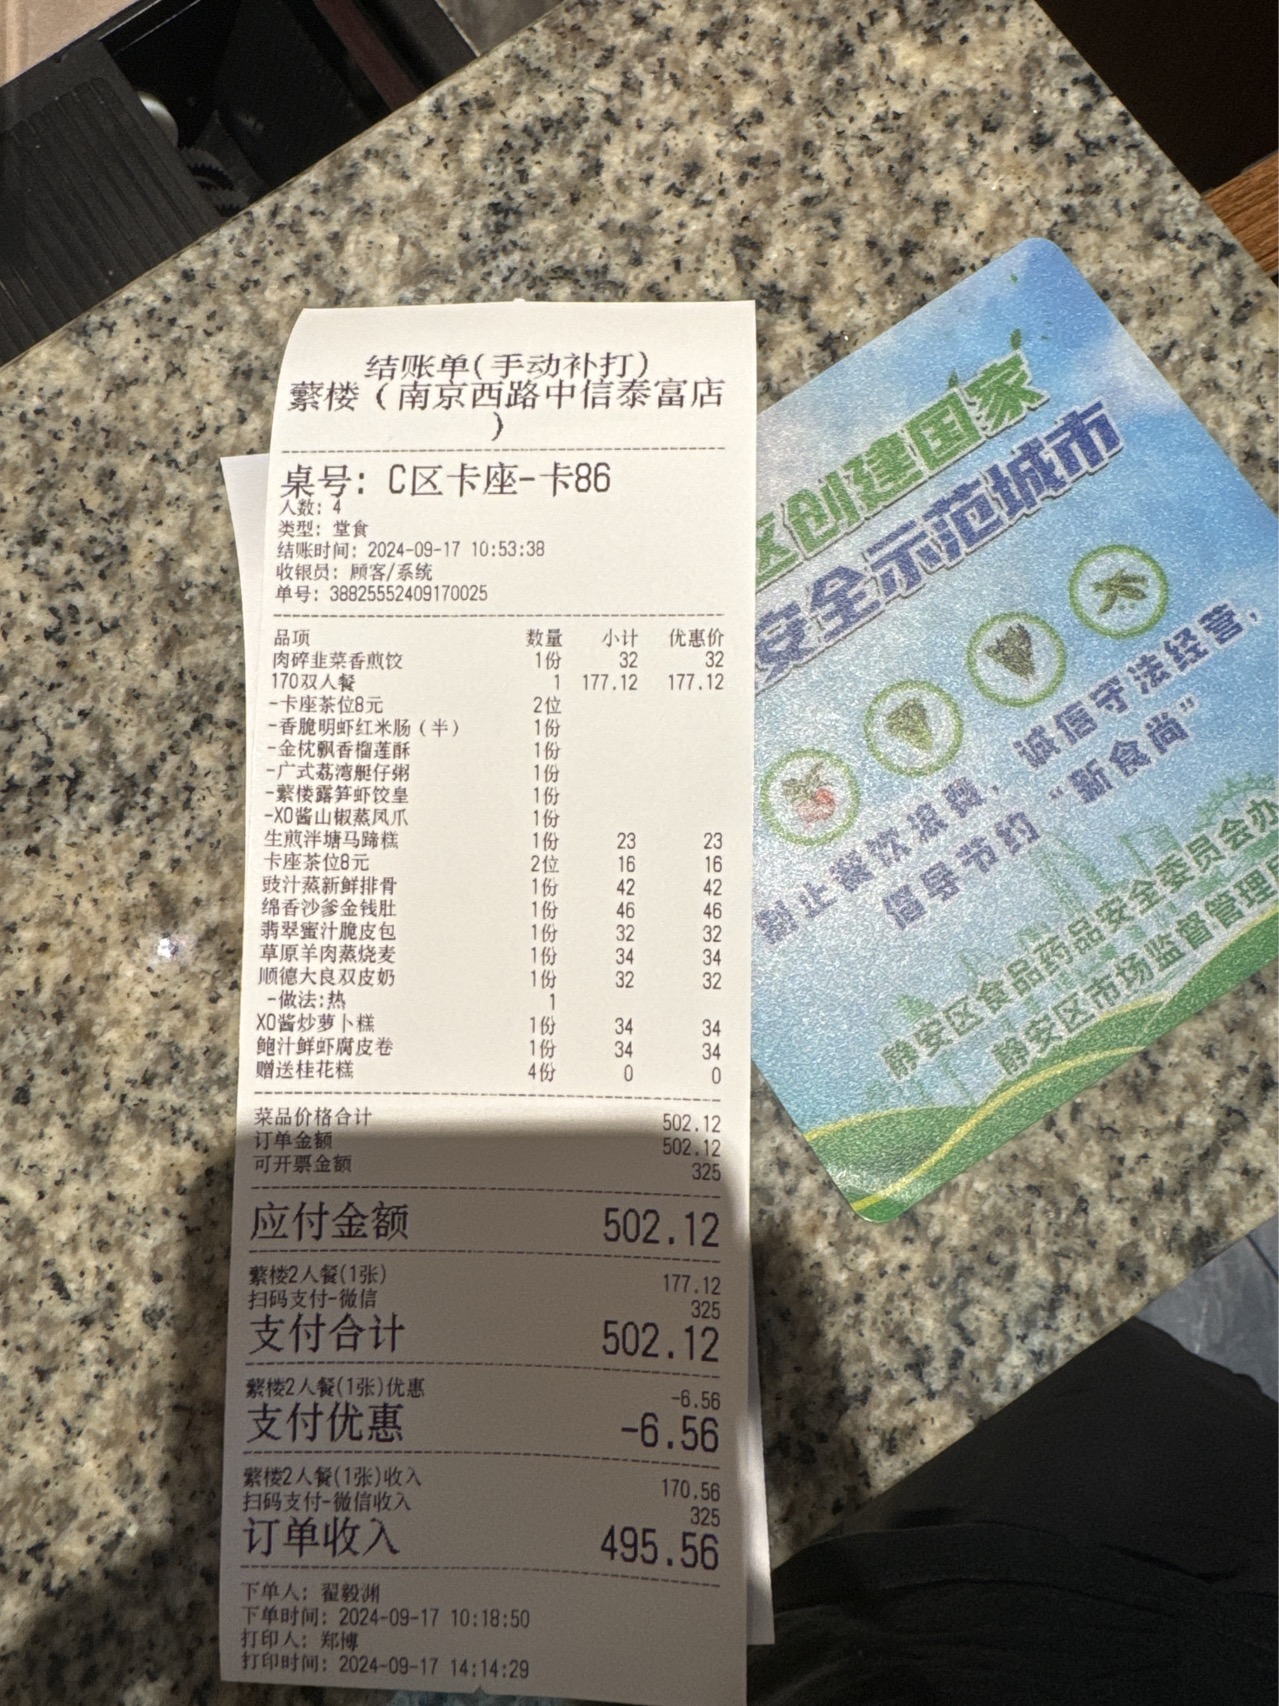 结账单(手动补打)
蘩楼（南京西路中信泰富店
）
桌号: C区卡座-卡86
人数: 4
类型: 堂食
结账时间: 2024-09-17 10:53:38
收银员: 顾客/系统
单号: 38825552409170025
品项 数量 小计 优惠价
肉碎韭菜香煎饺 1份 32 32
170双人餐 1 177.12 177.12
-卡座茶位8元 2位
-香脆明虾红米肠（半） 1份
-金枕飘香榴莲酥 1份
-广式荔湾艇仔粥 1份
-蘩楼露笋虾饺皇 1份
-XO酱山椒蒸凤爪 1份
生煎泮塘马蹄糕 1份 23 23
卡座茶位8元 2位 16 16
豉汁蒸新鲜排骨 1份 42 42
绵香沙爹金钱肚 1份 46 46
翡翠蜜汁脆皮包 1份 32 32
草原羊肉蒸烧麦 1份 34 34
顺德大良双皮奶 1份 32 32
-做法:热 1
XO酱炒萝卜糕 1份 34 34
鲍汁鲜虾腐皮卷 1份 34 34
赠送桂花糕 4份 0 0
菜品价格合计 502.12
订单金额 502.12
可开票金额 325
应付金额 502.12
蘩楼2人餐(1张) 177.12
扫码支付-微信 325
支付合计 502.12
蘩楼2人餐(1张)优惠 -6.56
支付优惠 -6.56
蘩楼2人餐(1张)收入 170.56
扫码支付-微信收入 325
订单收入 495.56
下单人: 翟毅渊
下单时间: 2024-09-17 10:18:50
打印人: 郑博
打印时间: 2024-09-17 14:14:29
区创建国家
安全示范城市
制止餐饮浪费，诚信守法经营，
倡导节约“新食尚”
静安区食品药品安全委员会办
静安区市场监督管理局